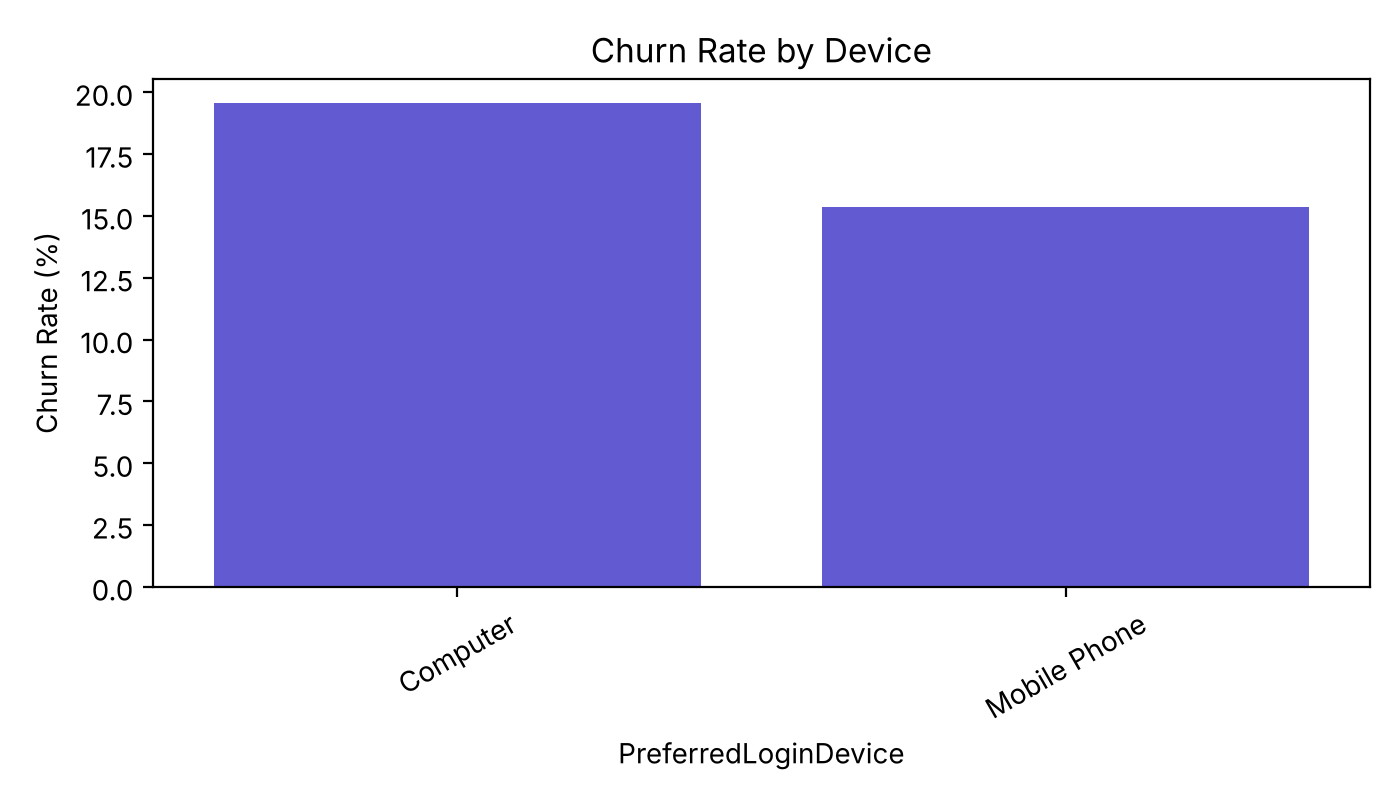 Churn Rate by Device
Churn Rate (%)
20.0
17.5
15.0
12.5
10.0
7.5
5.0
2.5
0.0
Computer
Mobile Phone
PreferredLoginDevice